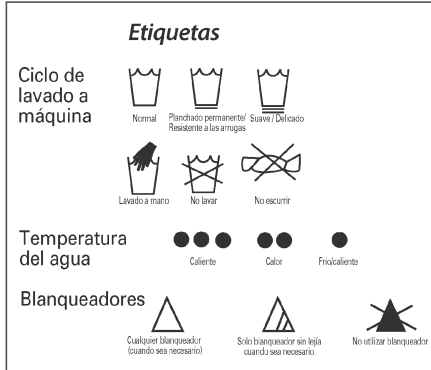 Etiquetas
Ciclo de
lavado a
máquina
Normal
Planchado permanente/
Resistente a las arrugas
Suave / Delicado
Lavado a mano
No lavar
No escurrir
Temperatura
del agua
Caliente
Calor
Frío/caliente
Blanqueadores
Cualquier blanqueador
(cuando sea necesario)
Solo blanqueador sin lejía
cuando sea necesario.
No utilizar blanqueador